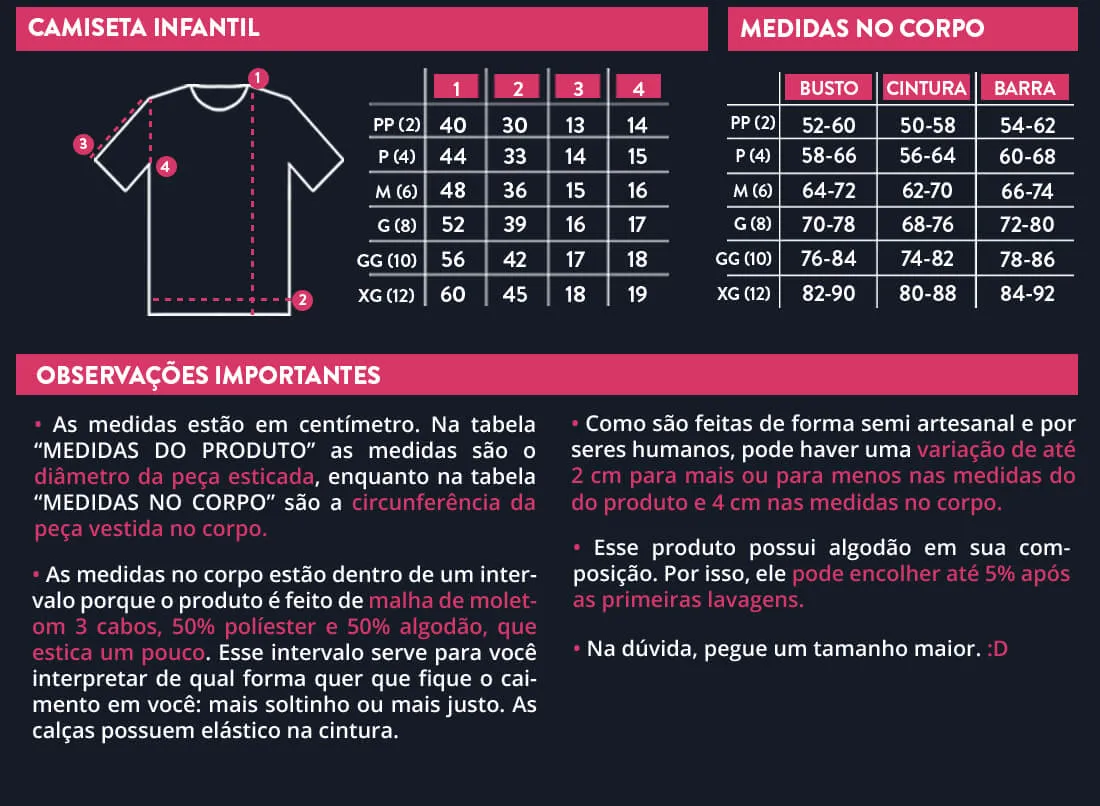 CAMISETA INFANTIL
MEDIDAS NO CORPO
1
3
4
2
1 2 3 4
PP (2) 40 30 13 14
P (4) 44 33 14 15
M (6) 48 36 15 16
G (8) 52 39 16 17
GG (10) 56 42 17 18
XG (12) 60 45 18 19
BUSTO CINTURA BARRA
PP (2) 52-60 50-58 54-62
P (4) 58-66 56-64 60-68
M (6) 64-72 62-70 66-74
G (8) 70-78 68-76 72-80
GG (10) 76-84 74-82 78-86
XG (12) 82-90 80-88 84-92
OBSERVAÇÕES IMPORTANTES
• As medidas estão em centímetro. Na tabela
“MEDIDAS DO PRODUTO” as medidas são o
diâmetro da peça esticada, enquanto na tabela
“MEDIDAS NO CORPO” são a circunferência da
peça vestida no corpo.
• As medidas no corpo estão dentro de um inter-
valo porque o produto é feito de malha de molet-
om 3 cabos, 50% políester e 50% algodão, que
estica um pouco. Esse intervalo serve para você
interpretar de qual forma quer que fique o cai-
mento em você: mais soltinho ou mais justo. As
calças possuem elástico na cintura.
• Como são feitas de forma semi artesanal e por
seres humanos, pode haver uma variação de até
2 cm para mais ou para menos nas medidas do
do produto e 4 cm nas medidas no corpo.
• Esse produto possui algodão em sua com-
posição. Por isso, ele pode encolher até 5% após
as primeiras lavagens.
• Na dúvida, pegue um tamanho maior. :D